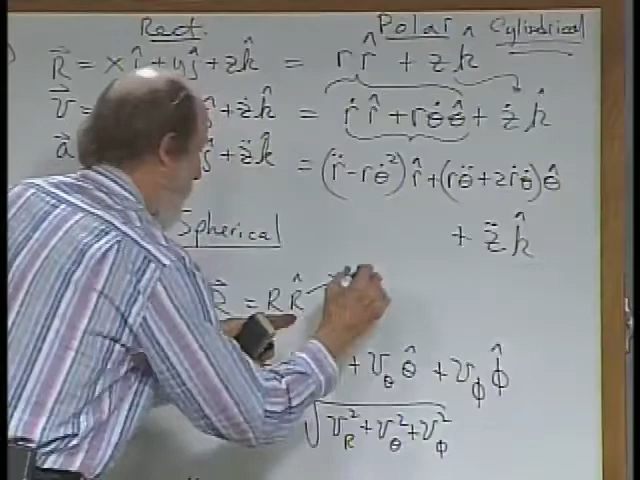 Rect. Polar Cylindrical
R⃗ = x î + y ĵ + z k̂ = r r̂ + z k̂
v⃗ = ĵ + ż k̂ = ṙ r̂ + r θ̇ θ̂ + ż k̂
a⃗ ĵ + z̈ k̂ = (r̈ - r θ̇²) r̂ + (r θ̈ + 2 ṙ θ̇) θ̂
+ z̈ k̂
Spherical
R⃗ = R R̂
+ v_θ θ̂ + v_ϕ ϕ̂
√(v_R² + v_θ² + v_ϕ²)